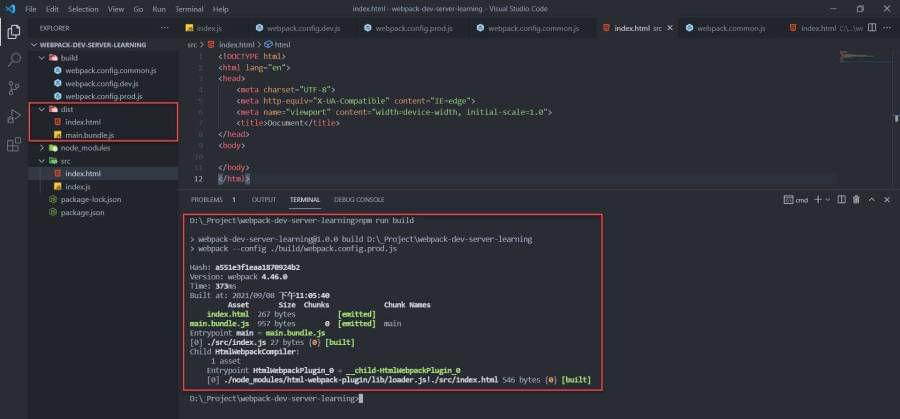 File Edit Selection View Go Run Terminal Help
index.html - webpack-dev-server-learning - Visual Studio Code
EXPLORER
WEBPACK-DEV-SERVER-LEARNING
build
webpack.config.common.js
webpack.config.dev.js
webpack.config.prod.js
dist
index.html
main.bundle.js
node_modules
src
index.html
index.js
package-lock.json
package.json
index.js webpack.config.dev.js webpack.config.prod.js webpack.config.common.js index.html src webpack.common.js index.html
src > index.html > html
1 <!DOCTYPE html>
2 <html lang="en">
3 <head>
4 <meta charset="UTF-8">
5 <meta http-equiv="X-UA-Compatible" content="IE=edge">
6 <meta name="viewport" content="width=device-width, initial-scale=1.0">
7 <title>Document</title>
8 </head>
9 <body>
10
11 </body>
12 </html>
PROBLEMS 1 OUTPUT TERMINAL DEBUG CONSOLE
cmd
D:\_Project\webpack-dev-server-learning>npm run build
> webpack-dev-server-learning@1.0.0 build D:\_Project\webpack-dev-server-learning
> webpack --config ./build/webpack.config.prod.js
Hash: a551e3f1eaa1870924b2
Version: webpack 4.46.0
Time: 373ms
Built at: 2021/09/08 下午11:05:40
Asset Size Chunks Chunk Names
index.html 267 bytes [emitted]
main.bundle.js 957 bytes 0 [emitted] main
Entrypoint main = main.bundle.js
[0] ./src/index.js 27 bytes {0} [built]
Child HtmlWebpackCompiler:
1 asset
Entrypoint HtmlWebpackPlugin_0 = __child-HtmlWebpackPlugin_0
[0] ./node_modules/html-webpack-plugin/lib/loader.js!./src/index.html 546 bytes {0} [built]
D:\_Project\webpack-dev-server-learning>